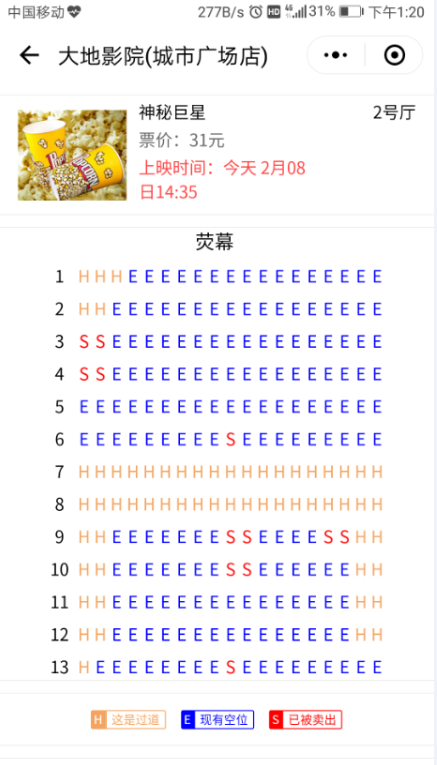 中国移动 277B/s HD 4G 31% 下午1:20
大地影院(城市广场店)
POPCORN
神秘巨星 2号厅
票价：31元
上映时间：今天 2月08
日14:35
荧幕
1 H H H E E E E E E E E E E E E E E E E
2 H H E E E E E E E E E E E E E E E E E
3 S S E E E E E E E E E E E E E E E E E
4 S S E E E E E E E E E E E E E E E E E
5 E E E E E E E E E E E E E E E E E E E
6 E E E E E E E E E S E E E E E E E E E
7 H H H H H H H H H H H H H H H H H H H
8 H H H H H H H H H H H H H H H H H H H
9 H H E E E E E E E S S E E E E S S H H
10 H H E E E E E E E S S E E E E E E H H
11 H H E E E E E E E E E E E E E E E H H
12 H H E E E E E E E E E E E E E E E H H
13 H E E E E E E E E S E E E E E E E E E
H 这是过道 E 现有空位 S 已被卖出